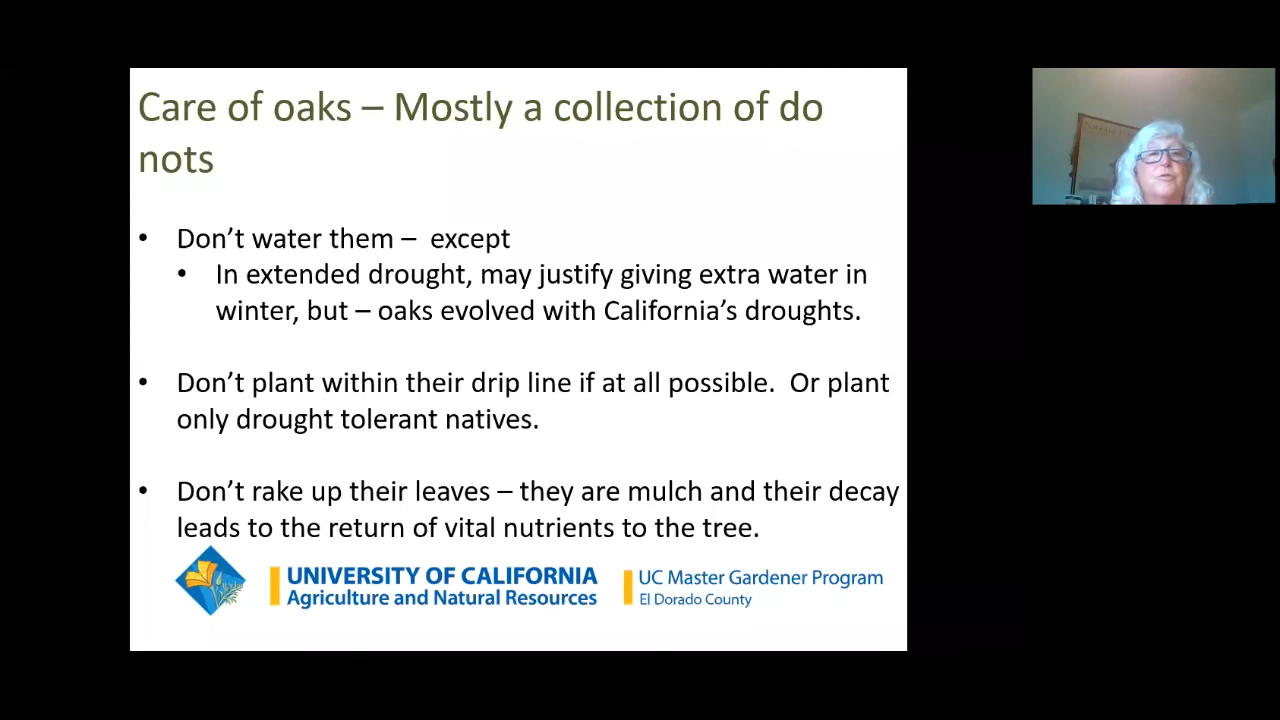 Care of oaks – Mostly a collection of do
nots
• Don’t water them –  except
• In extended drought, may justify giving extra water in
winter, but – oaks evolved with California’s droughts.
• Don’t plant within their drip line if at all possible.  Or plant
only drought tolerant natives.
• Don’t rake up their leaves – they are mulch and their decay
leads to the return of vital nutrients to the tree.
UNIVERSITY OF CALIFORNIA
Agriculture and Natural Resources
UC Master Gardener Program
El Dorado County